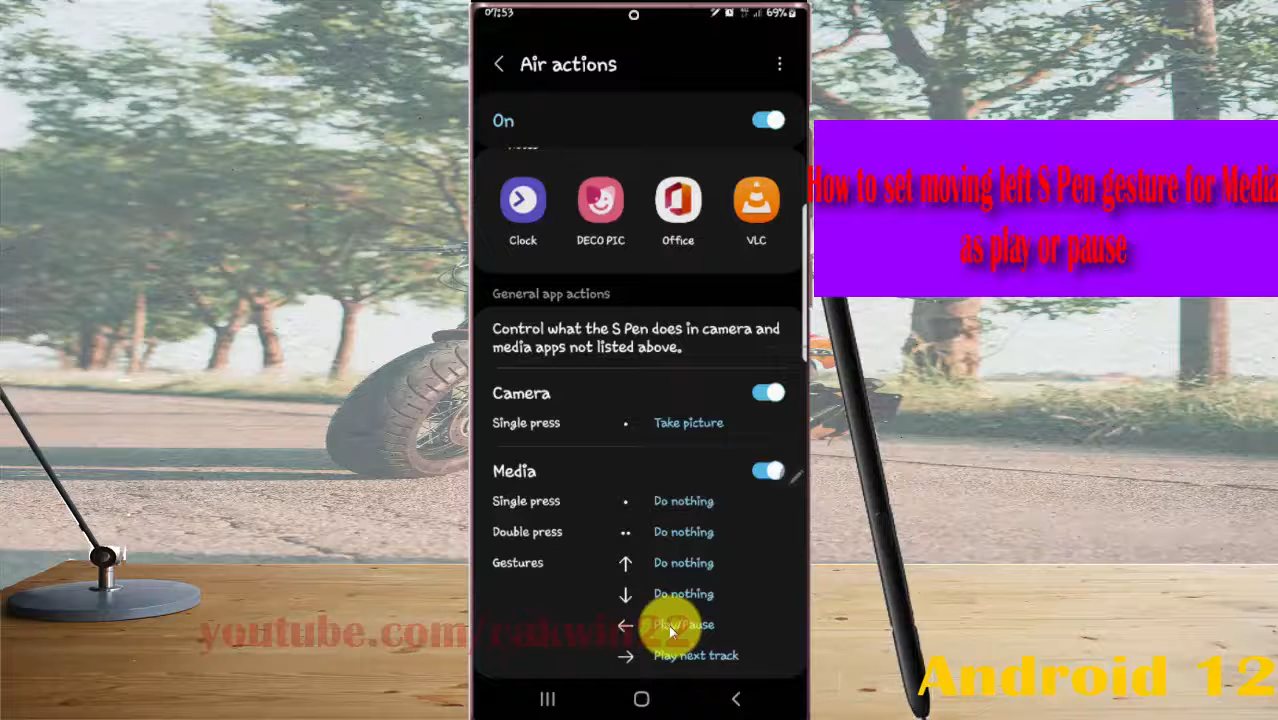 07:53
69%
Air actions
On
Clock
DECO PIC
Office
VLC
General app actions
Control what the S Pen does in camera and
media apps not listed above.
Camera
Single press
Take picture
Media
Single press
Do nothing
Double press
Do nothing
Gestures
Do nothing
Do nothing
Play/Pause
Play next track
How to set moving left S Pen gesture for Media
as play or pause
youtube.com/rakwin22
Android 12